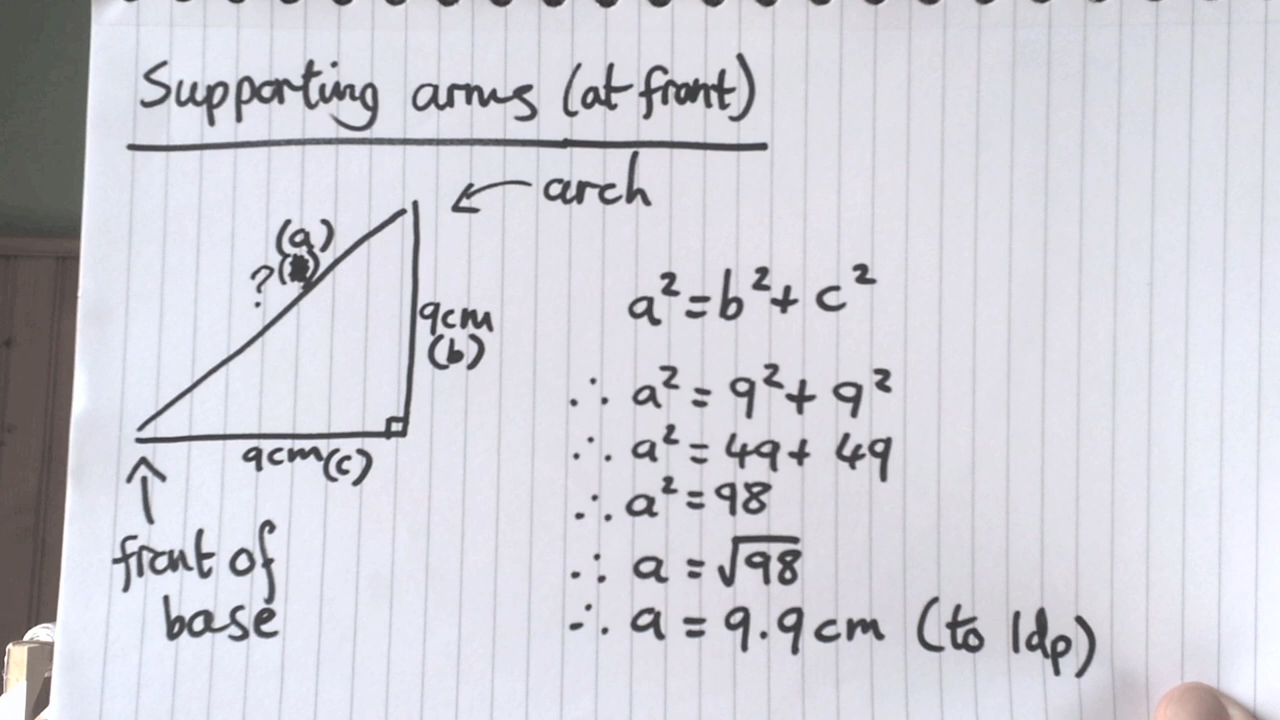 Supporting arms (at front)
arch
(a)
?
9cm
(b)
9cm(c)
front of
base
a²=b²+c²
∴ a²=9²+9²
∴ a²=49+49
∴ a²=98
∴ a=√98
∴ a=9.9cm (to 1dp)